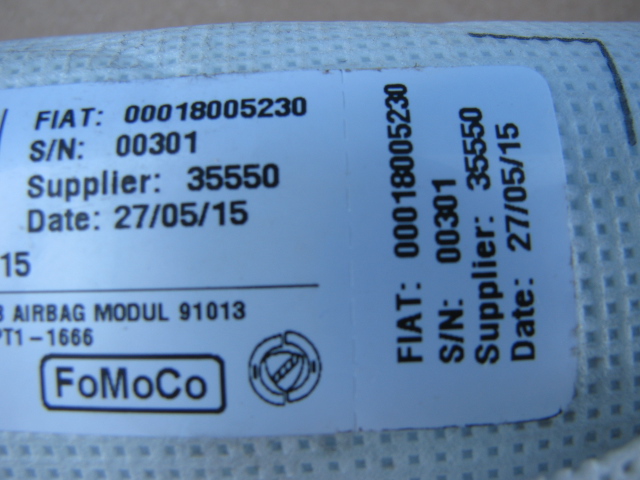 FIAT: 00018005230
S/N: 00301
Supplier: 35550
Date: 27/05/15
15
AIRBAG MODUL 91013
PT1-1666
FoMoCo
FIAT: 00018005230
S/N: 00301
Supplier: 35550
Date: 27/05/15